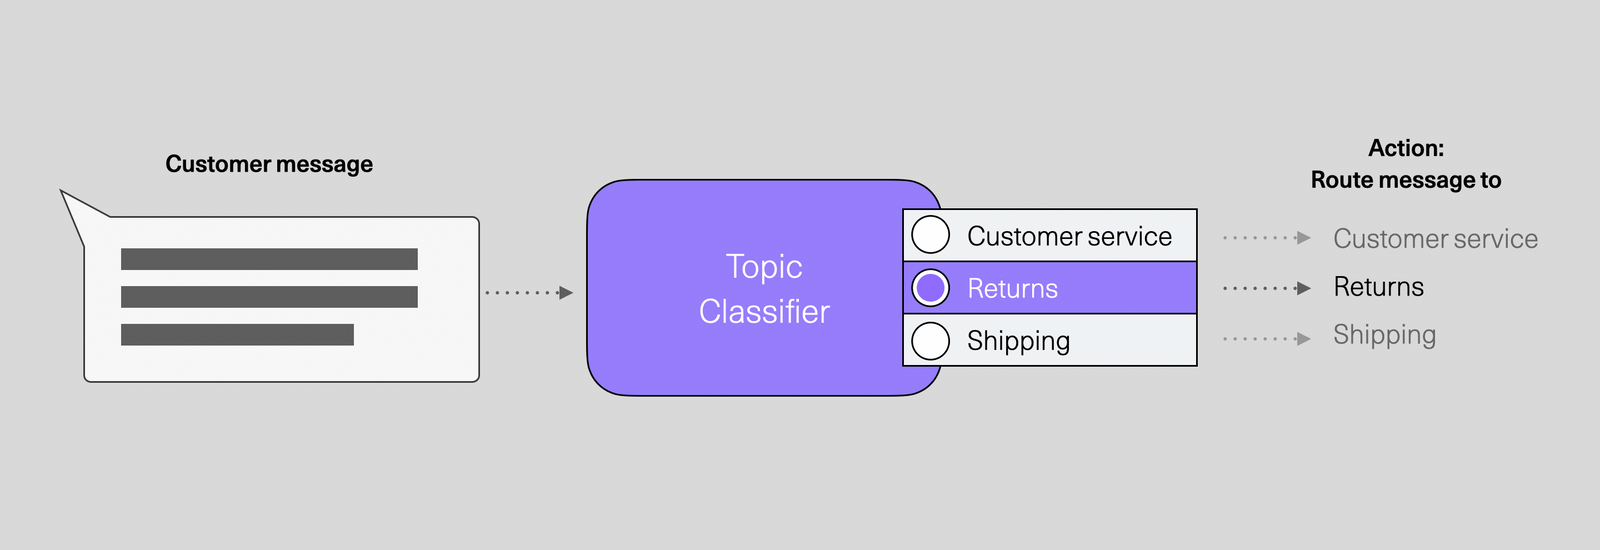 Customer message
Topic
Classifier
Customer service
Returns
Shipping
Action:
Route message to
Customer service
Returns
Shipping